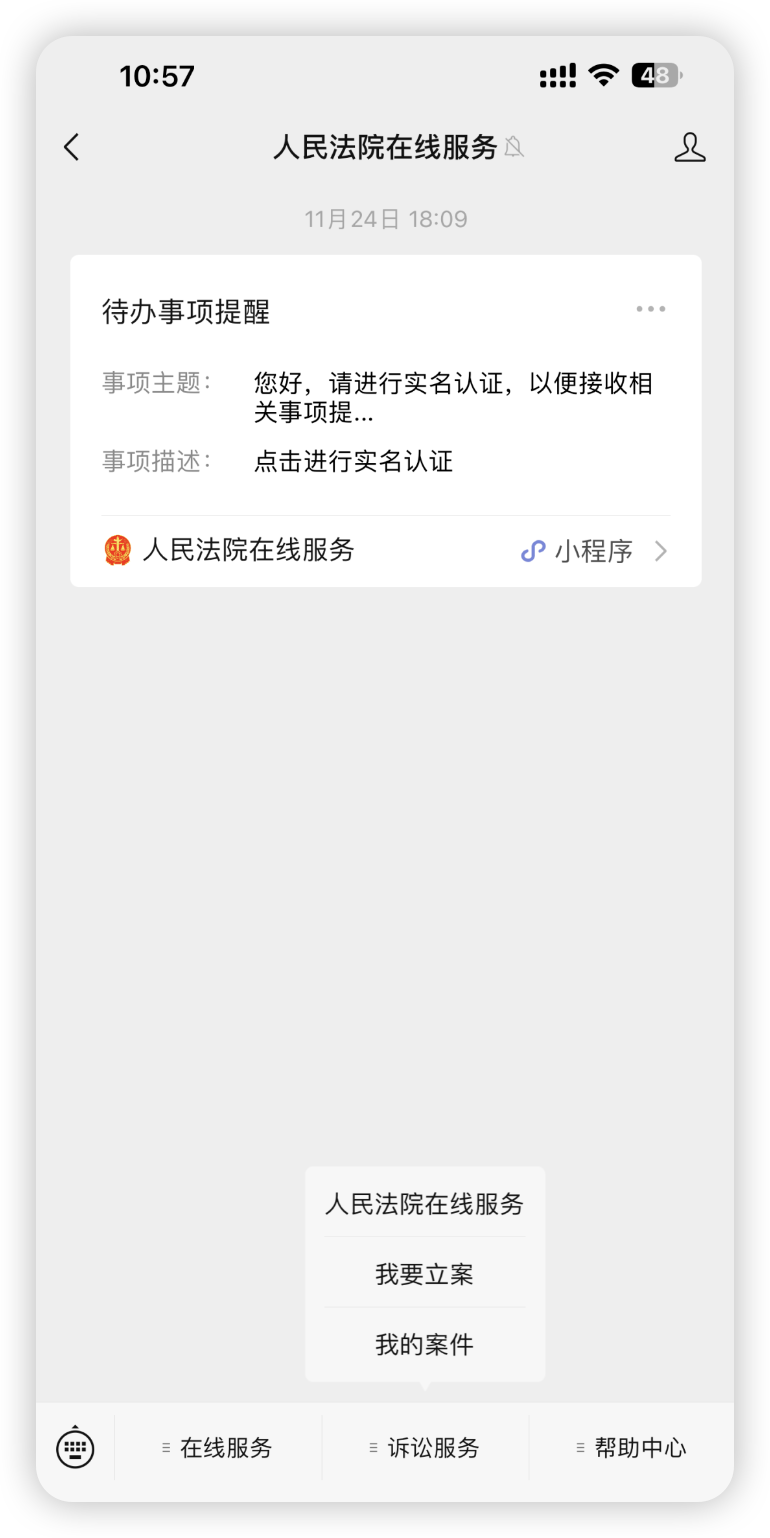 10:57
48
人民法院在线服务
11月24日 18:09
待办事项提醒
事项主题：
您好，请进行实名认证，以便接收相
关事项提...
事项描述：
点击进行实名认证
人民法院在线服务
小程序
人民法院在线服务
我要立案
我的案件
在线服务
诉讼服务
帮助中心